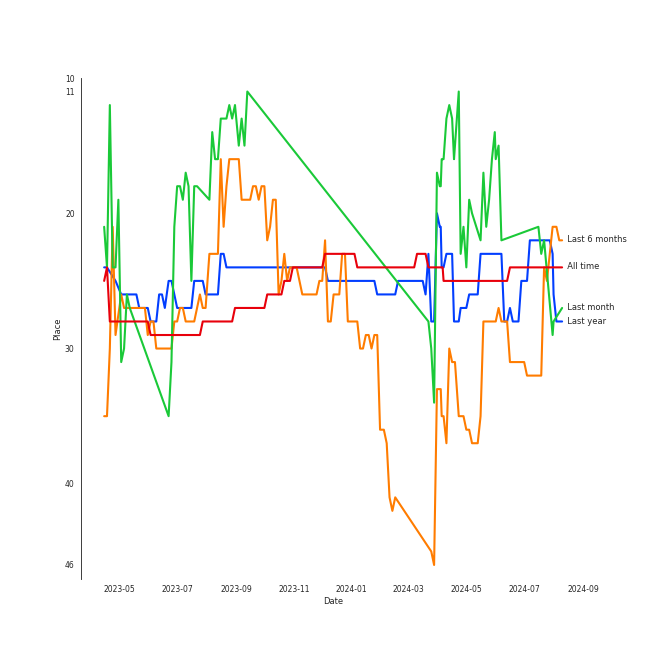 10
11
20
30
40
46
Place
2023-05
2023-07
2023-09
2023-11
2024-01
2024-03
2024-05
2024-07
2024-09
Date
Last 6 months
All time
Last month
Last year